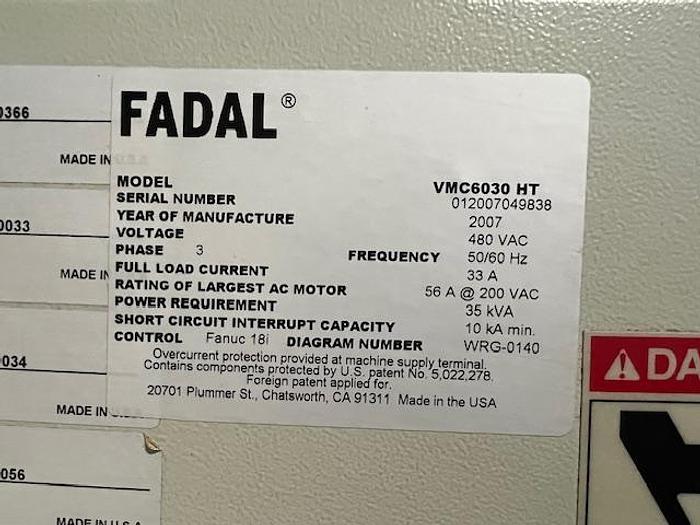 FADAL®
MODEL VMC6030 HT
SERIAL NUMBER 012007049838
YEAR OF MANUFACTURE 2007
VOLTAGE 480 VAC
PHASE 3 FREQUENCY 50/60 Hz
FULL LOAD CURRENT 33 A
RATING OF LARGEST AC MOTOR 56 A @ 200 VAC
POWER REQUIREMENT 35 kVA
SHORT CIRCUIT INTERRUPT CAPACITY 10 kA min.
CONTROL Fanuc 18i DIAGRAM NUMBER WRG-0140
Overcurrent protection provided at machine supply terminal.
Contains components protected by U.S. patent No. 5,022,278.
Foreign patent applied for.
20701 Plummer St., Chatsworth, CA 91311 Made in the USA
0366
MADE IN U.S.A.
0033
MADE IN
0034
MADE IN U.S.A.
056
MADE IN U.S.A
DA